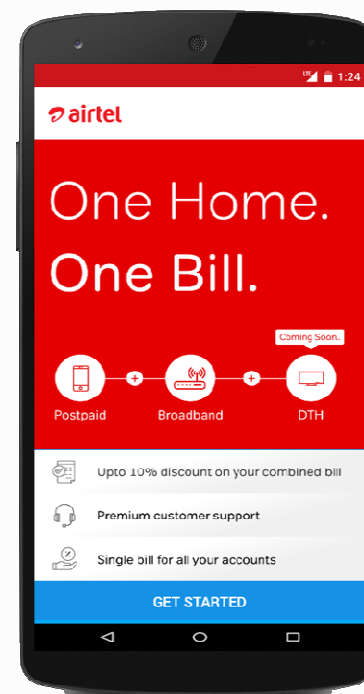 LTE 1:24
airtel
One Home.
One Bill.
Coming Soon..
Postpaid Broadband DTH
Upto 10% discount on your combined bill
Premium customer support
Single bill for all your accounts
GET STARTED